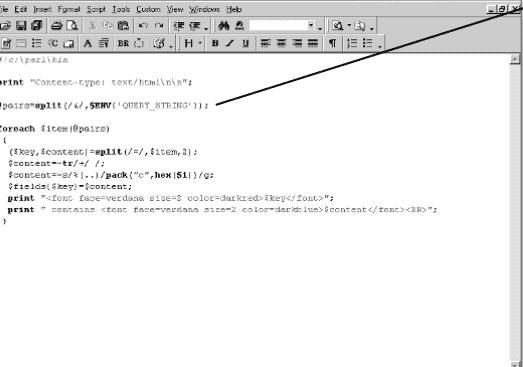 File Edit Insert Format Script Tools Custom View Windows Help
BR
A
H
B I U
#!/c:\perl\bin
print "Content-type: text/html\n\n";
@pairs=split(/&/,$ENV{'QUERY_STRING'});
foreach $item(@pairs)
{
($key,$content)=split(/=/,$item,2);
$content=~tr/+/ /;
$content=~s/%(..)/pack("c",hex($1))/g;
$fields{$key}=$content;
print "<font face=verdana size=2 color=darkred>$key</font>";
print " contains <font face=verdana size=2 color=darkblue>$content</font><BR>";
}